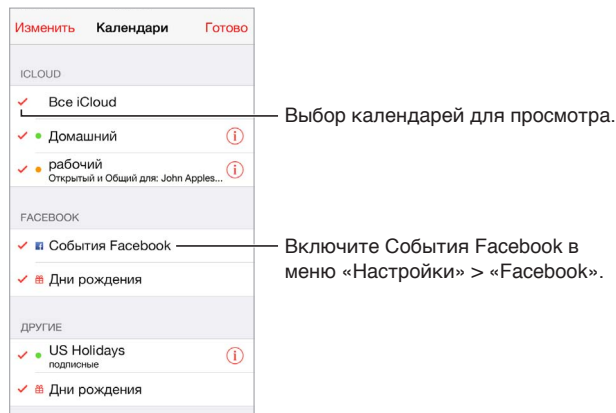 Изменить Календари Готово
ICLOUD
Все iCloud
Выбор календарей для просмотра.
Домашний
рабочий
Открытый и Общий для: John Apples...
FACEBOOK
События Facebook
Включите События Facebook в
меню «Настройки» > «Facebook».
Дни рождения
ДРУГИЕ
US Holidays
подписные
Дни рождения